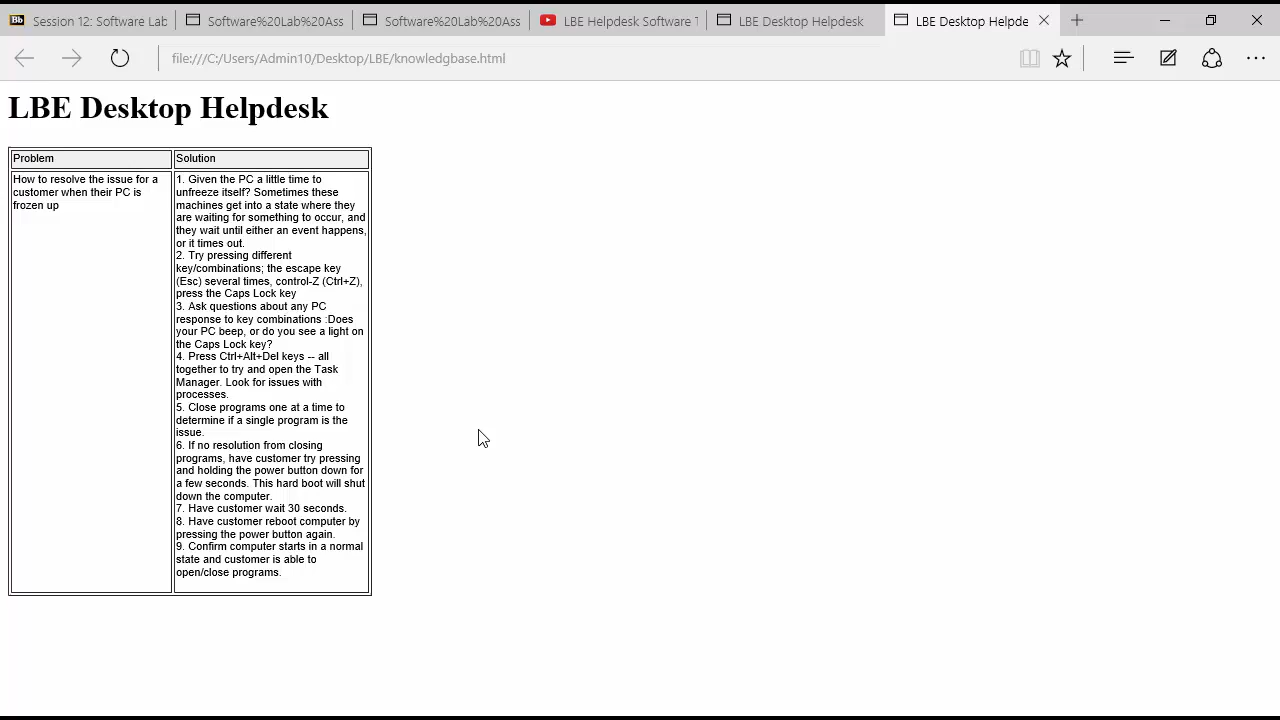 Bb Session 12: Software Lab
Software%20Lab%20Ass
Software%20Lab%20Ass
LBE Helpdesk Software T
LBE Desktop Helpdesk
LBE Desktop Helpde
file:///C:/Users/Admin10/Desktop/LBE/knowledgbase.html
LBE Desktop Helpdesk
Problem
Solution
How to resolve the issue for a
customer when their PC is
frozen up
1. Given the PC a little time to
unfreeze itself? Sometimes these
machines get into a state where they
are waiting for something to occur, and
they wait until either an event happens,
or it times out.
2. Try pressing different
key/combinations; the escape key
(Esc) several times, control-Z (Ctrl+Z),
press the Caps Lock key
3. Ask questions about any PC
response to key combinations :Does
your PC beep, or do you see a light on
the Caps Lock key?
4. Press Ctrl+Alt+Del keys -- all
together to try and open the Task
Manager. Look for issues with
processes.
5. Close programs one at a time to
determine if a single program is the
issue.
6. If no resolution from closing
programs, have customer try pressing
and holding the power button down for
a few seconds. This hard boot will shut
down the computer.
7. Have customer wait 30 seconds.
8. Have customer reboot computer by
pressing the power button again.
9. Confirm computer starts in a normal
state and customer is able to
open/close programs.